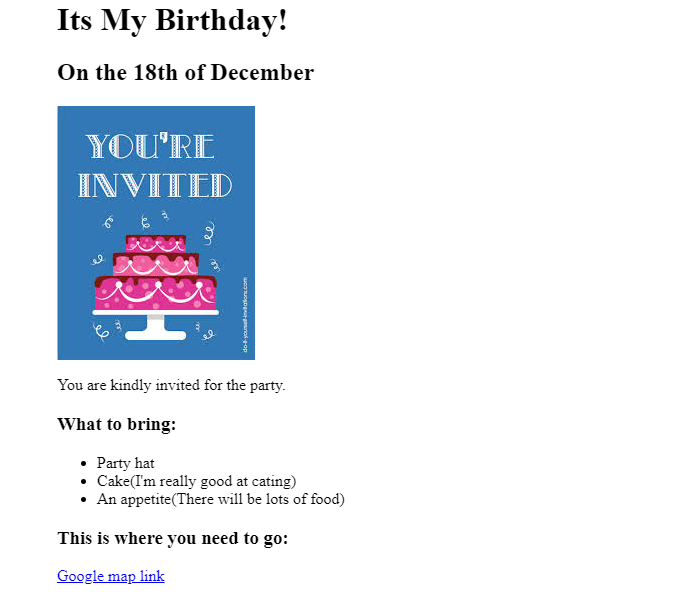 Its My Birthday!
On the 18th of December
YOU'RE
INVITED
do-it-yourself-invitations.com
You are kindly invited for the party.
What to bring:
Party hat
Cake(I'm really good at cating)
An appetite(There will be lots of food)
This is where you need to go:
Google map link